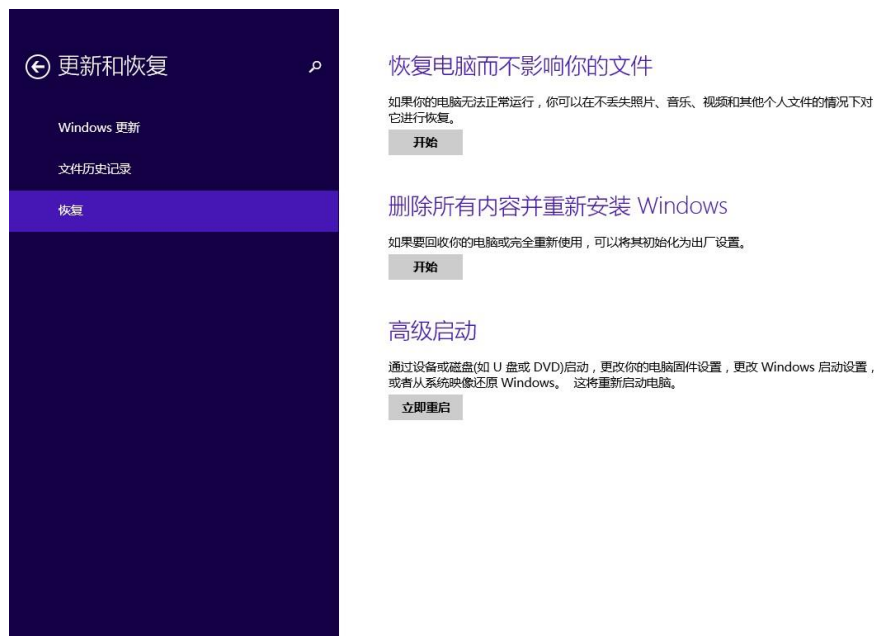 更新和恢复
Windows 更新
文件历史记录
恢复
恢复电脑而不影响你的文件
如果你的电脑无法正常运行，你可以在不丢失照片、音乐、视频和其他个人文件的情况下对
它进行恢复。
开始
删除所有内容并重新安装 Windows
如果要回收你的电脑或完全重新使用，可以将其初始化为出厂设置。
开始
高级启动
通过设备或磁盘(如 U 盘或 DVD)启动，更改你的电脑固件设置，更改 Windows 启动设置，
或者从系统映像还原 Windows。 这将重新启动电脑。
立即重启